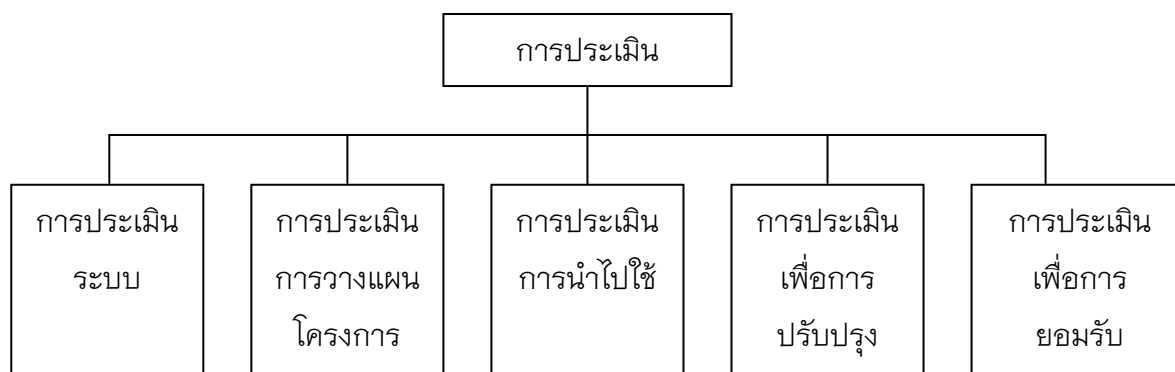 การประเมิน
การประเมิน
ระบบ
การประเมิน
การวางแผน
โครงการ
การประเมิน
การนำไปใช้
การประเมิน
เพื่อการ
ปรับปรุง
การประเมิน
เพื่อการ
ยอมรับ